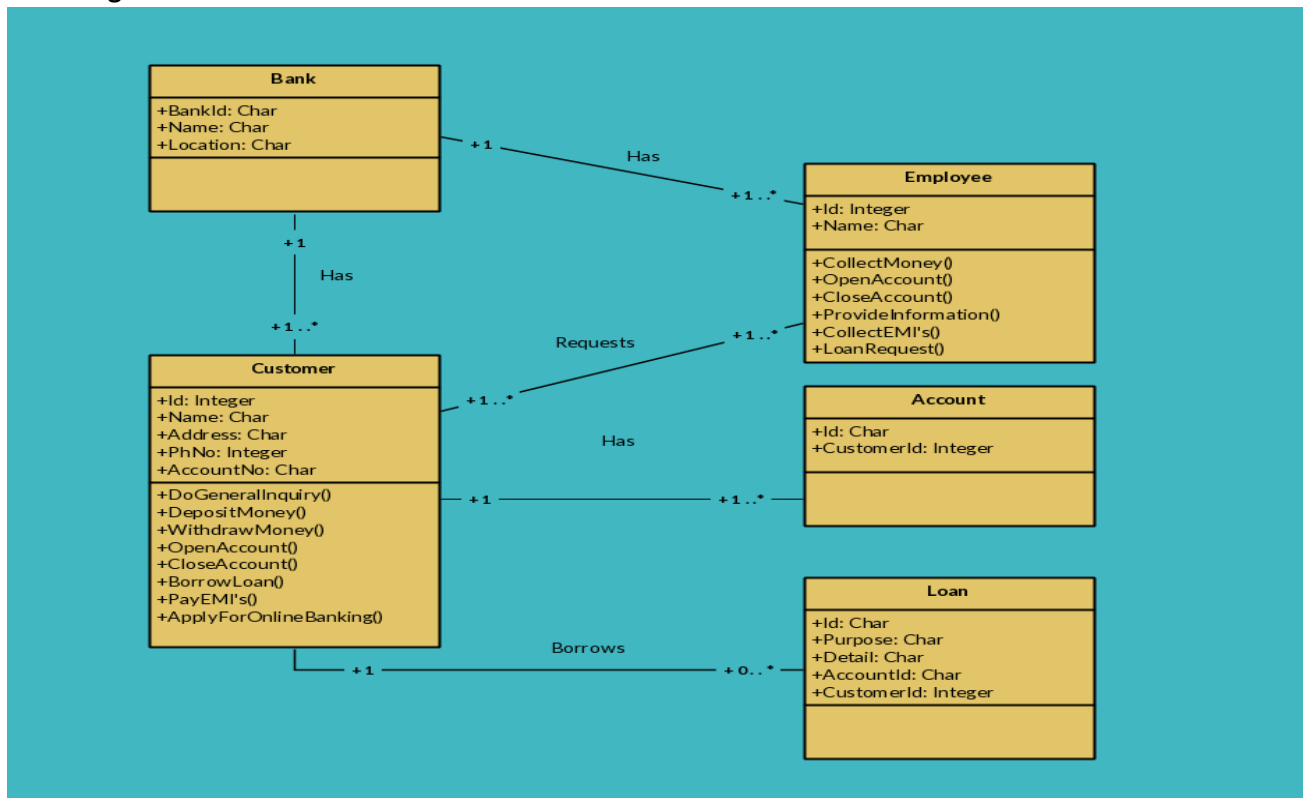 Bank
+BankId: Char
+Name: Char
+Location: Char
+1
Has
+1..*
Employee
+Id: Integer
+Name: Char
+CollectMoney()
+OpenAccount()
+CloseAccount()
+ProvideInformation()
+CollectEMI's()
+LoanRequest()
+1
Has
+1..*
Requests
+1..*
+1..*
Customer
+Id: Integer
+Name: Char
+Address: Char
+PhNo: Integer
+AccountNo: Char
+DoGeneralInquiry()
+DepositMoney()
+WithdrawMoney()
+OpenAccount()
+CloseAccount()
+BorrowLoan()
+PayEMI's()
+ApplyForOnlineBanking()
Has
+1
+1..*
Account
+Id: Char
+CustomerId: Integer
Borrows
+1
+0..*
Loan
+Id: Char
+Purpose: Char
+Detail: Char
+AccountId: Char
+CustomerId: Integer